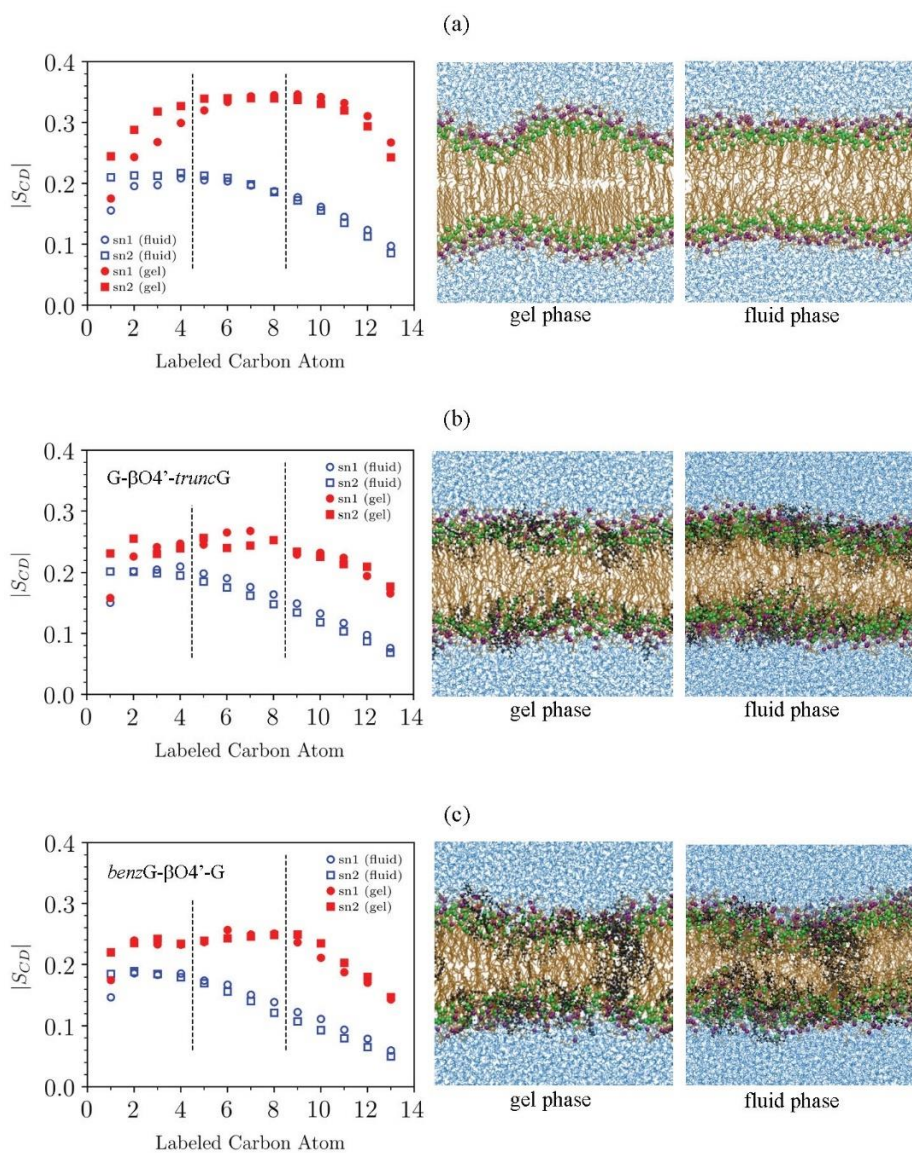 (a)
0.4
0.3
0.2
0.1
0.0
|S_CD|
sn1 (fluid)
sn2 (fluid)
sn1 (gel)
sn2 (gel)
0 2 4 6 8 10 12 14
Labeled Carbon Atom
gel phase
fluid phase
(b)
0.4
0.3
0.2
0.1
0.0
|S_CD|
G-βO4’-truncG
sn1 (fluid)
sn2 (fluid)
sn1 (gel)
sn2 (gel)
0 2 4 6 8 10 12 14
Labeled Carbon Atom
gel phase
fluid phase
(c)
0.4
0.3
0.2
0.1
0.0
|S_CD|
benzG-βO4’-G
sn1 (fluid)
sn2 (fluid)
sn1 (gel)
sn2 (gel)
0 2 4 6 8 10 12 14
Labeled Carbon Atom
gel phase
fluid phase